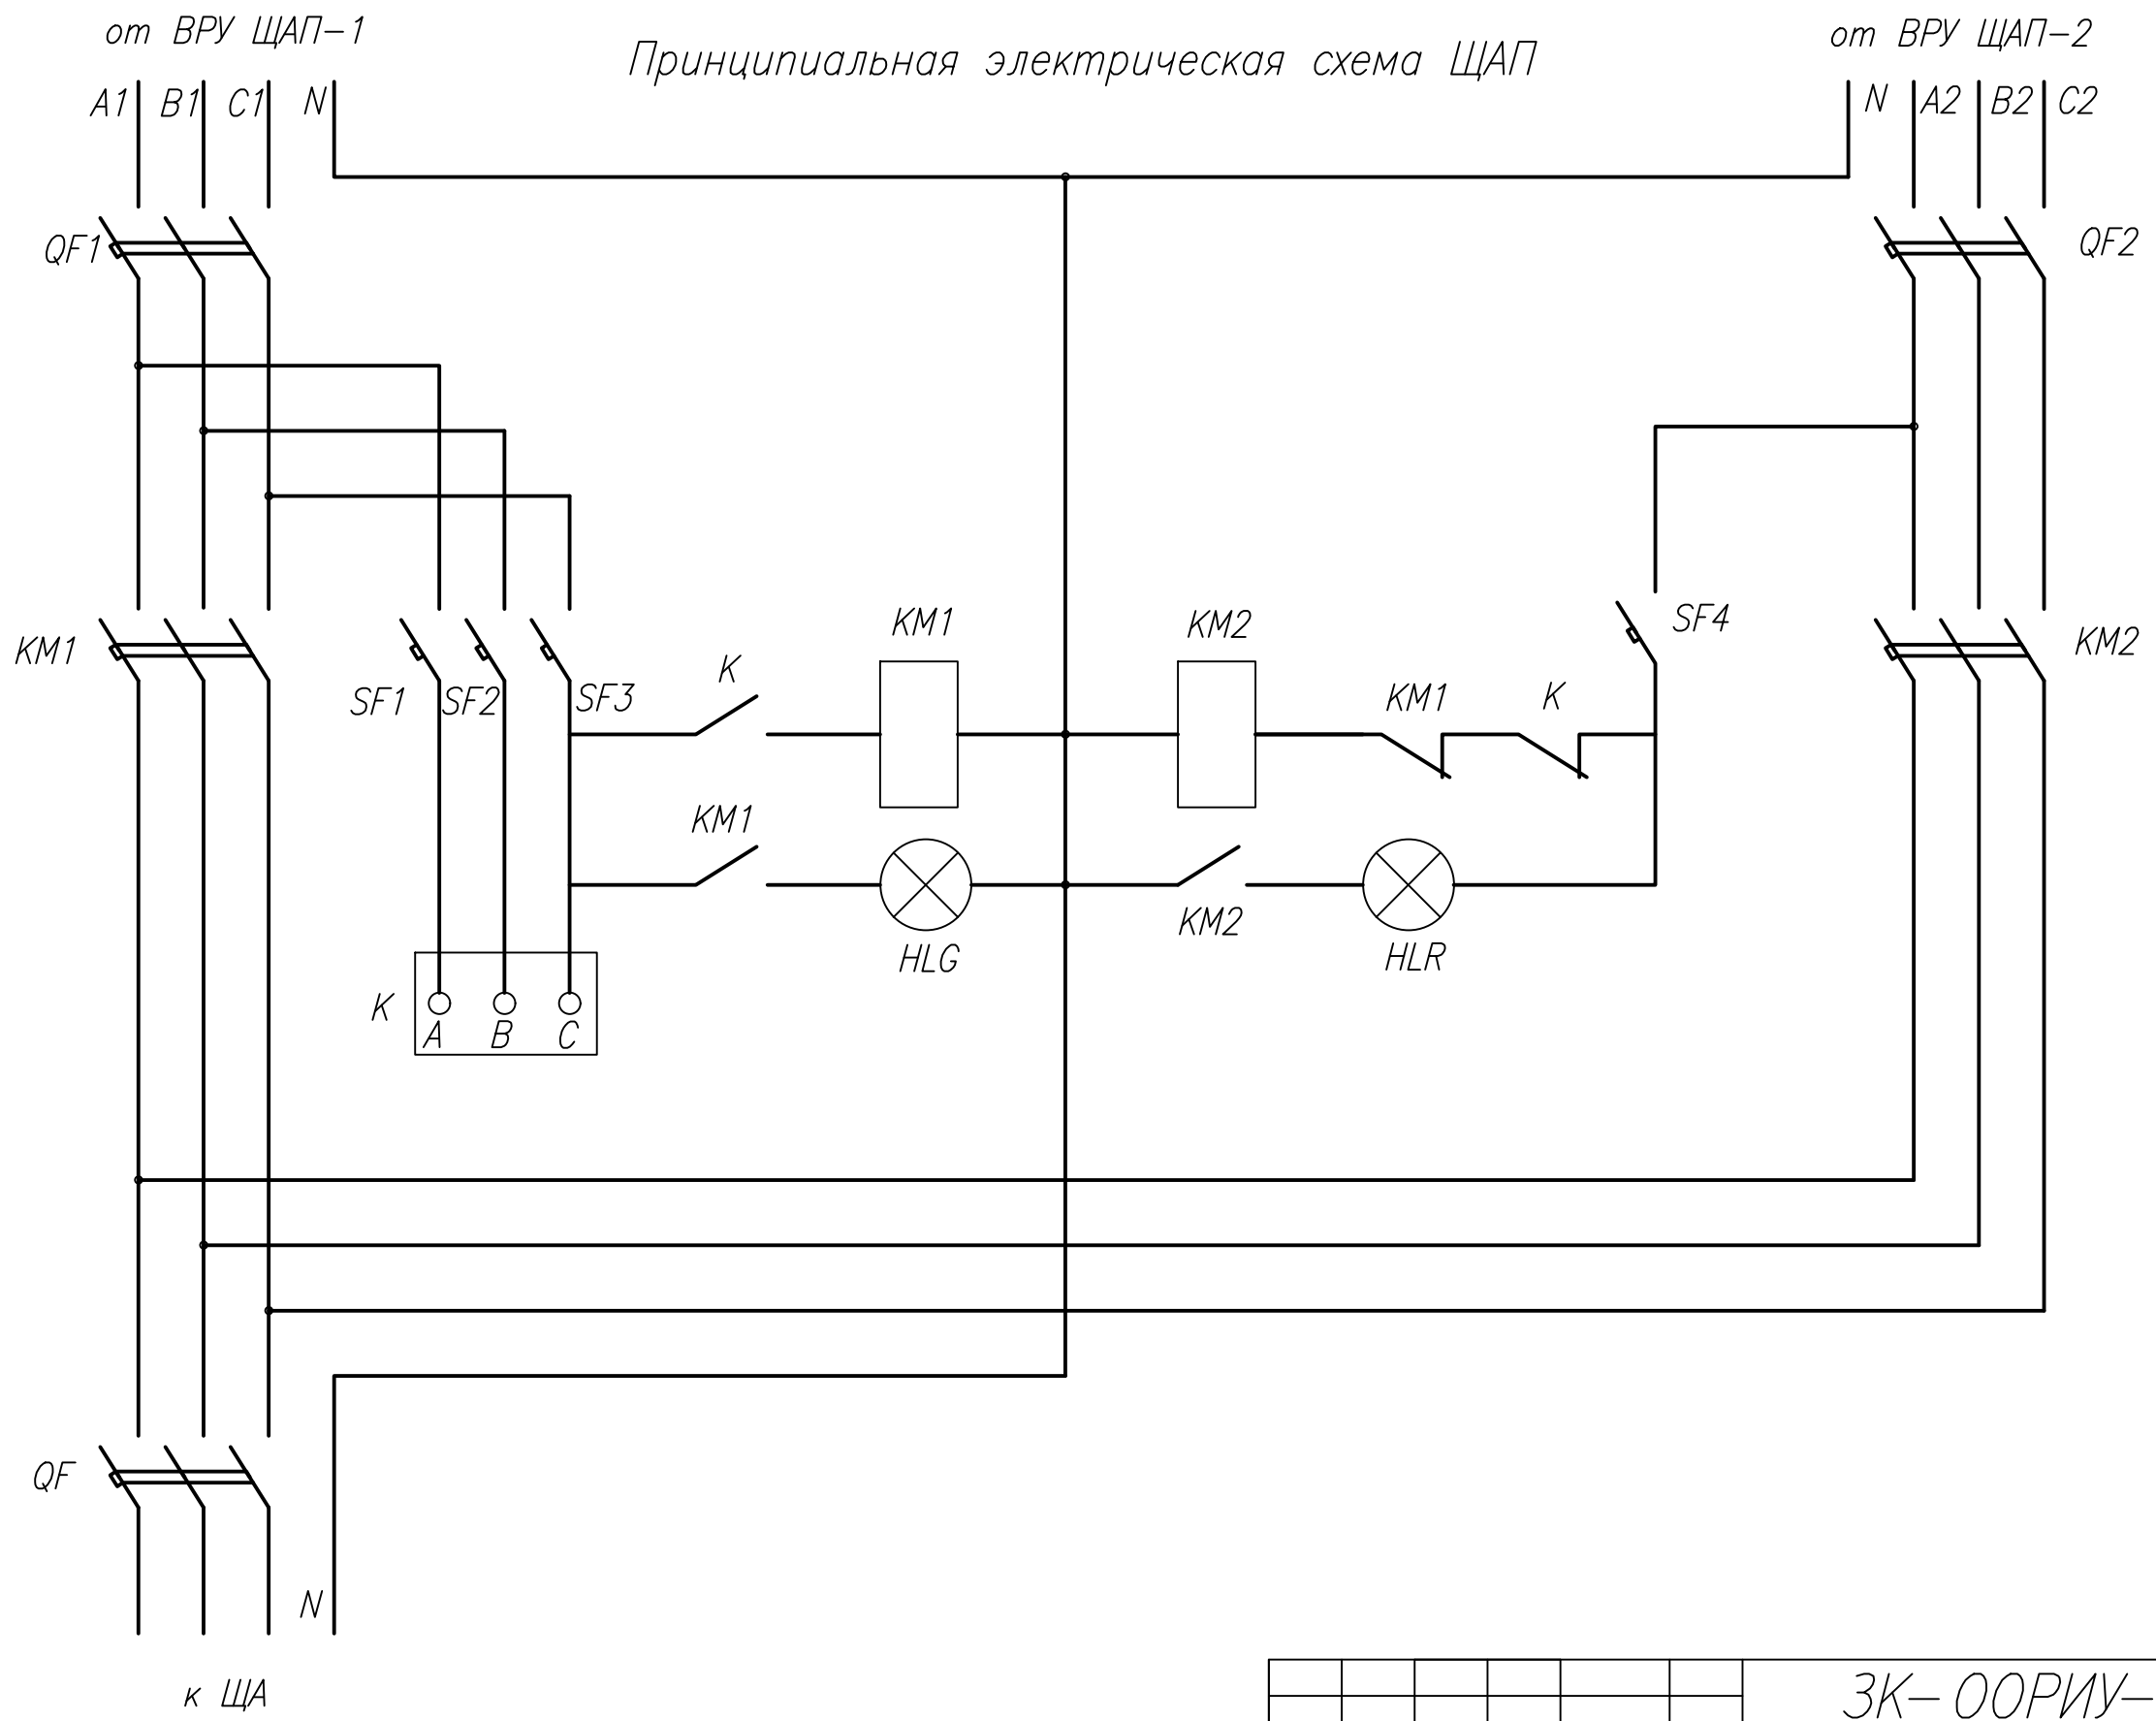 от ВРУ ЩАП-1
Принципиальная электрическая схема ЩАП
от ВРУ ЩАП-2
A1 B1 C1 N
N A2 B2 C2
QF1
QF2
KM1
SF1 SF2 SF3
K
KM1
KM2
KM1
K
SF4
KM2
KM1
HLG
KM2
HLR
K
A B C
QF
N
к ЩА
ЗК-ООРИУ-